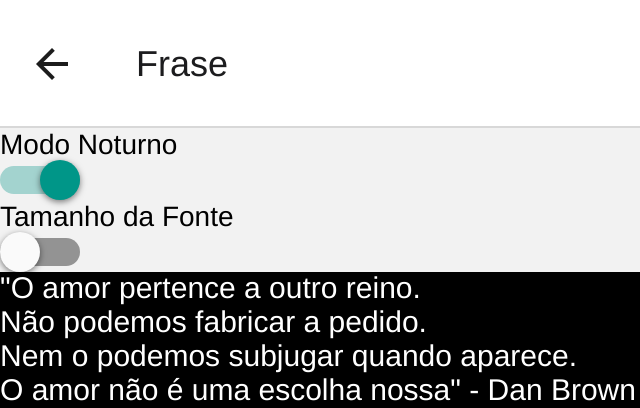 Frase
Modo Noturno
Tamanho da Fonte
"O amor pertence a outro reino.
Não podemos fabricar a pedido.
Nem o podemos subjugar quando aparece.
O amor não é uma escolha nossa" - Dan Brown